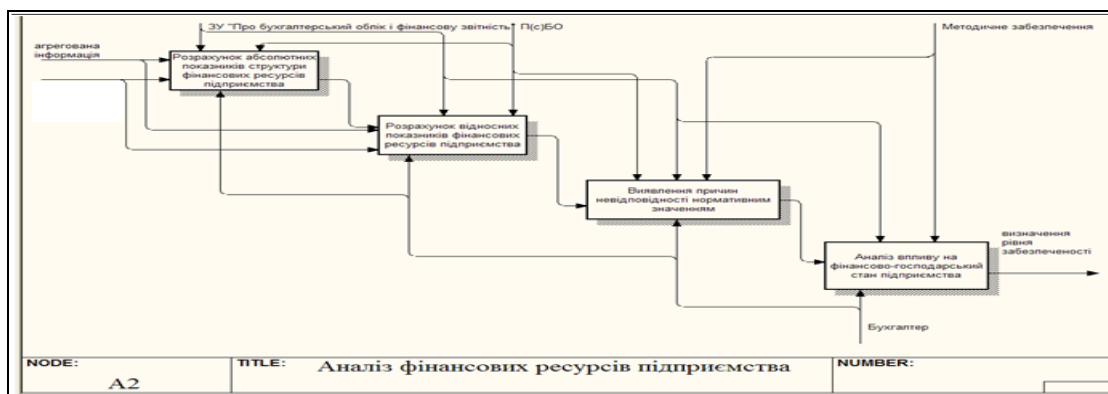 ЗУ "Про бухгалтерський облік і фінансову звітність"
П(с)БО
Методичне забезпечення
агрегована
інформація
Розрахунок абсолютних
показників структури
фінансових ресурсів
підприємства
Розрахунок відносних
показників фінансових
ресурсів підприємства
Виявлення причин
невідповідності нормативним
значенням
Аналіз впливу на
фінансово-господарський
стан підприємства
визначення
рівня
забезпеченості
Бухгалтер
NODE:
A2
TITLE:
Аналіз фінансових ресурсів підприємства
NUMBER: